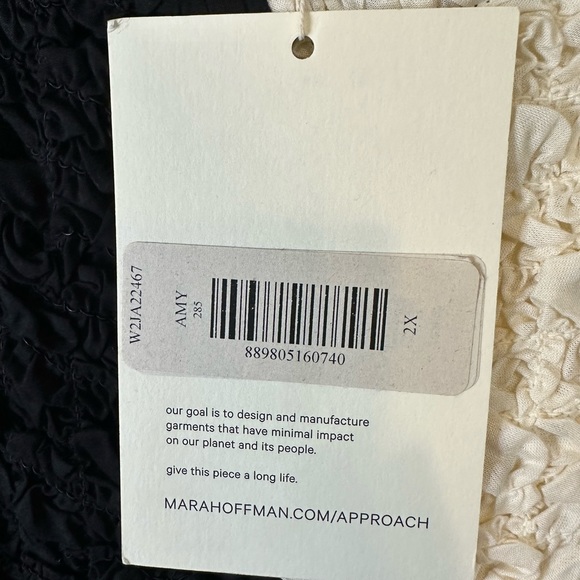 W2JA22467
AMY
285
889805160740
2X
our goal is to design and manufacture
garments that have minimal impact
on our planet and its people.
give this piece a long life.
MARAHOFFMAN.COM/APPROACH